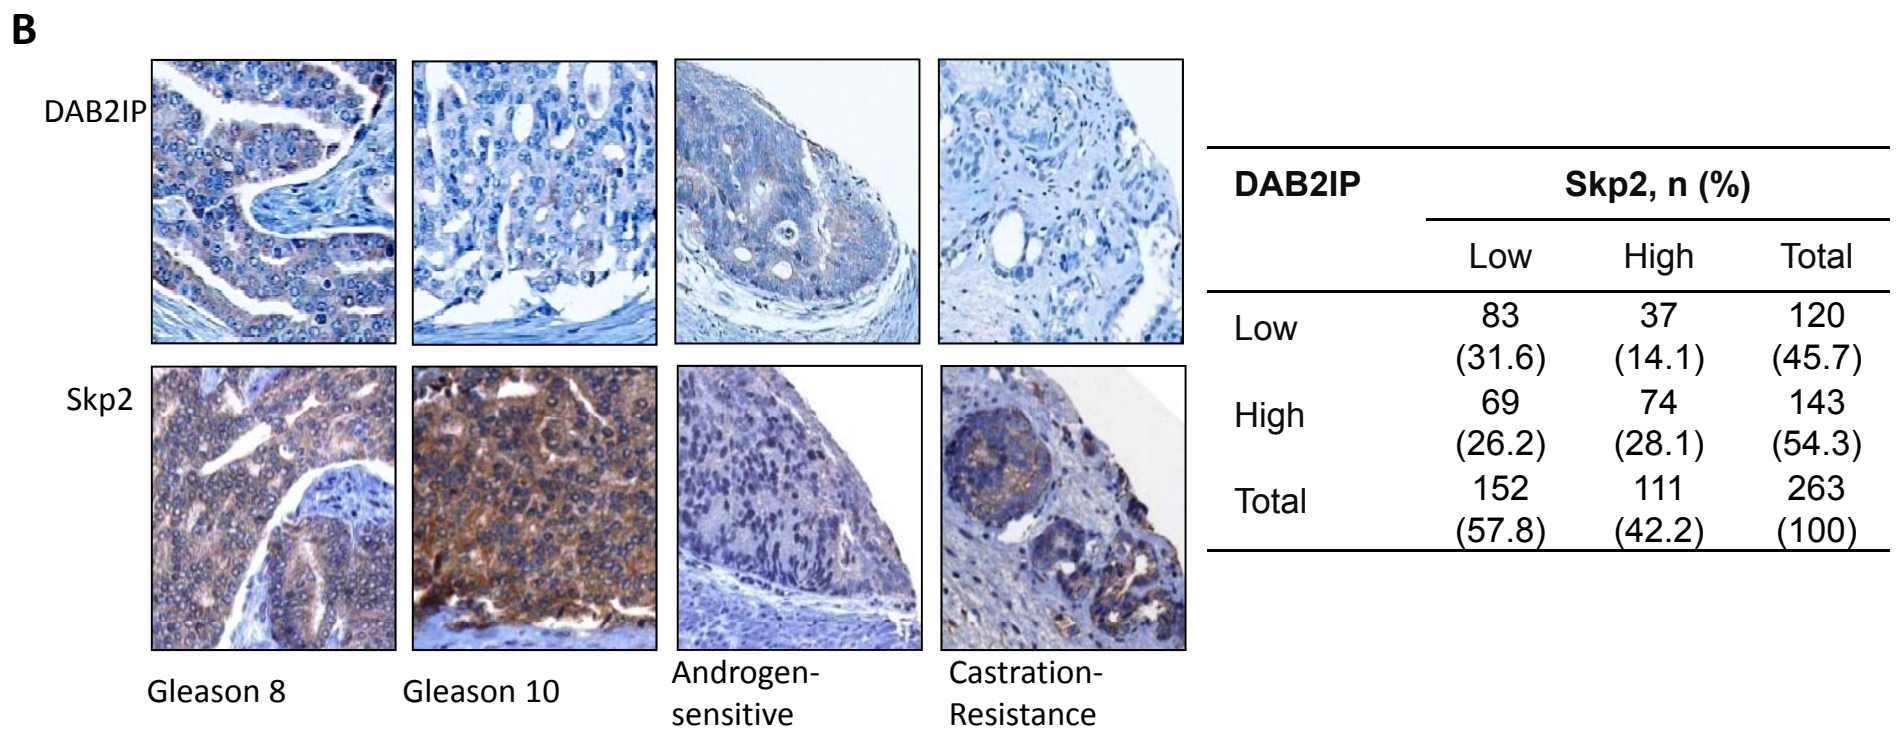 B
DAB2IP
Skp2
Gleason 8
Gleason 10
Androgen-
sensitive
Castration-
Resistance
DAB2IP Skp2, n (%)
Low High Total
Low 83 37 120
(31.6) (14.1) (45.7)
High 69 74 143
(26.2) (28.1) (54.3)
Total 152 111 263
(57.8) (42.2) (100)